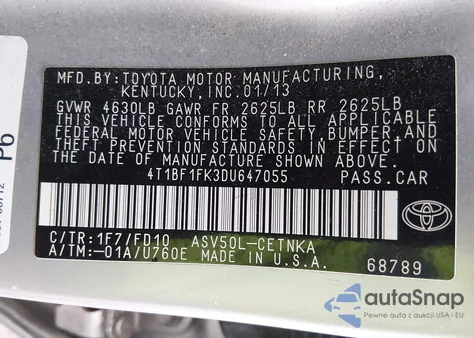 MFD.BY:TOYOTA MOTOR MANUFACTURING,
KENTUCKY,INC.01/13
GVWR 4630LB GAWR FR 2625LB RR 2625LB
THIS VEHICLE CONFORMS TO ALL APPLICABLE
FEDERAL MOTOR VEHICLE SAFETY,BUMPER,AND
THEFT PREVENTION STANDARDS IN EFFECT ON
THE DATE OF MANUFACTURE SHOWN ABOVE.
4T1BF1FK3DU647055 PASS.CAR
C/TR:1F7/FD10 ASV50L-CETNKA
A/TM:-01A/U760E MADE IN U.S.A.
68789
TOYOTA
P6
autoSnap
Pewne auta z aukcji USA - EU